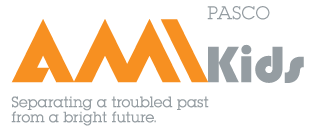 PASCO
AMIKids
Separating a troubled past
from a bright future.